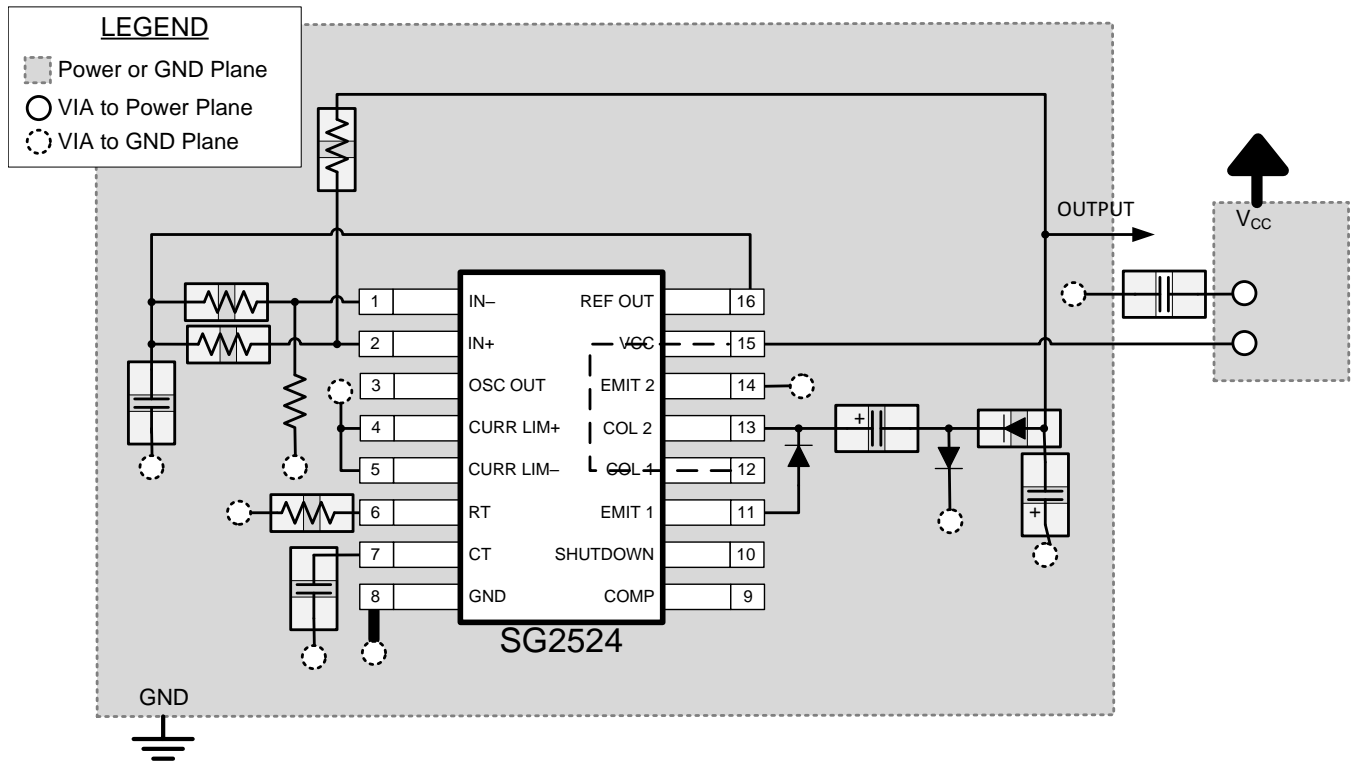 LEGEND
Power or GND Plane
VIA to Power Plane
VIA to GND Plane
OUTPUT
VCC
1 IN– REF OUT 16
2 IN+ VCC 15
3 OSC OUT EMIT 2 14
4 CURR LIM+ COL 2 13
5 CURR LIM– COL 1 12
6 RT EMIT 1 11
7 CT SHUTDOWN 10
8 GND COMP 9
+
+
SG2524
GND